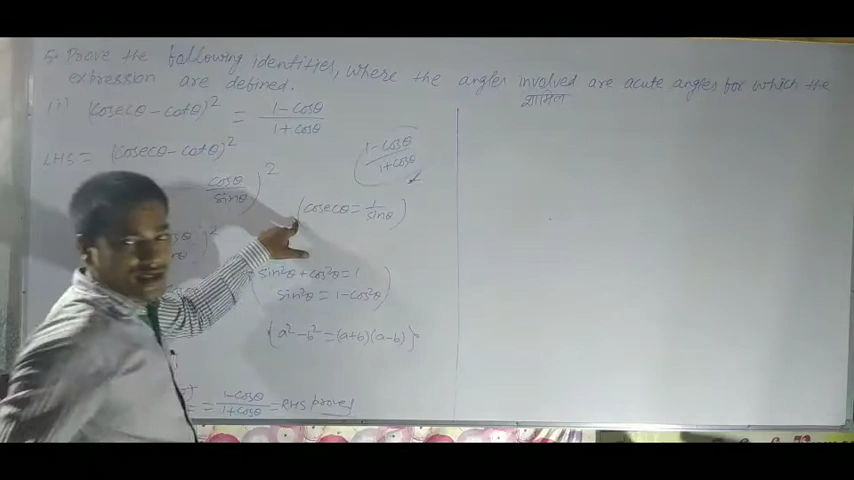 5. Prove the following identities, where the angles involved are acute angles for which the
शामिल
expression are defined.
(i) (cosecθ - cotθ)² = 1-cosθ / 1+cosθ
LHS = (cosecθ - cotθ)²
1-cosθ / 1+cosθ
cosθ / sinθ )²
(cosecθ = 1/sinθ)
sin²θ + cos²θ = 1
sin²θ = 1-cos²θ)
{a² - b² = (a+b)(a-b)}
= 1-cosθ / 1+cosθ = RHS proved